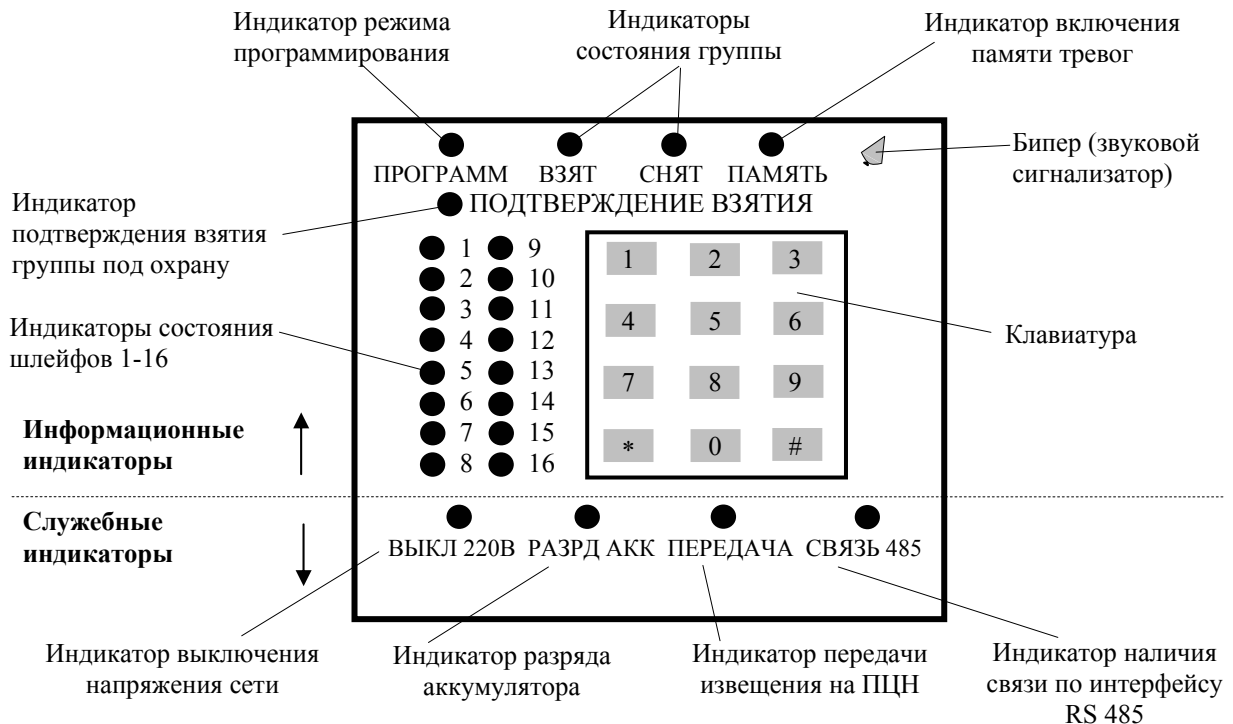 Индикатор режима
программирования
Индикаторы
состояния группы
Индикатор включения
памяти тревог
Бипер (звуковой
сигнализатор)
ПРОГРАММ ВЗЯТ СНЯТ ПАМЯТЬ
ПОДТВЕРЖДЕНИЕ ВЗЯТИЯ
Индикатор
подтверждения взятия
группы под охрану
1 9
2 10
3 11
4 12
5 13
6 14
7 15
8 16
1 2 3
4 5 6
7 8 9
* 0 #
Клавиатура
Индикаторы состояния
шлейфов 1-16
Информационные
индикаторы
Служебные
индикаторы
ВЫКЛ 220В РАЗРД АКК ПЕРЕДАЧА СВЯЗЬ 485
Индикатор выключения
напряжения сети
Индикатор разряда
аккумулятора
Индикатор передачи
извещения на ПЦН
Индикатор наличия
связи по интерфейсу
RS 485